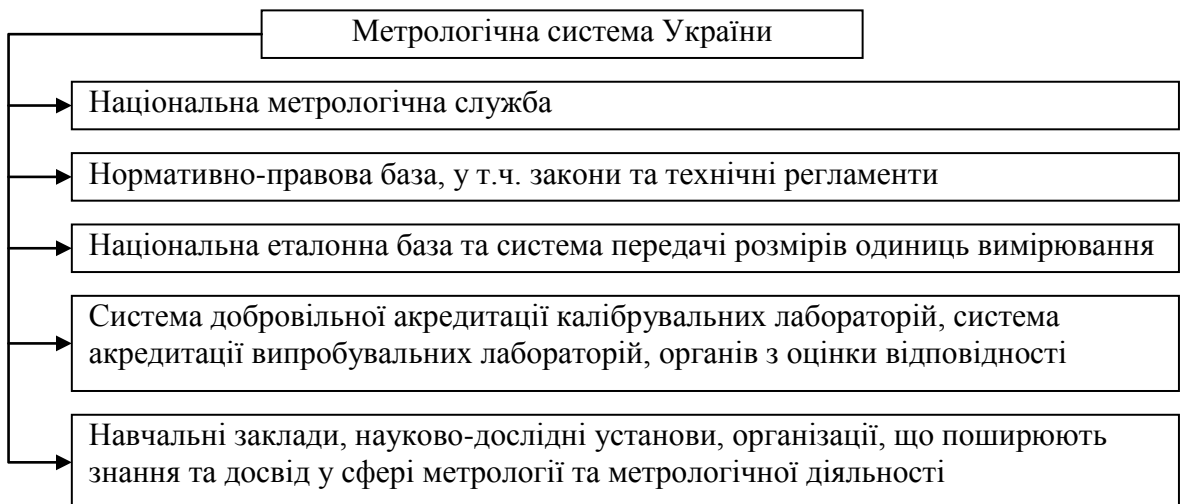 Метрологічна система України
Національна метрологічна служба
Нормативно-правова база, у т.ч. закони та технічні регламенти
Національна еталонна база та система передачі розмірів одиниць вимірювання
Система добровільної акредитації калібрувальних лабораторій, система
акредитації випробувальних лабораторій, органів з оцінки відповідності
Навчальні заклади, науково-дослідні установи, організації, що поширюють
знання та досвід у сфері метрології та метрологічної діяльності